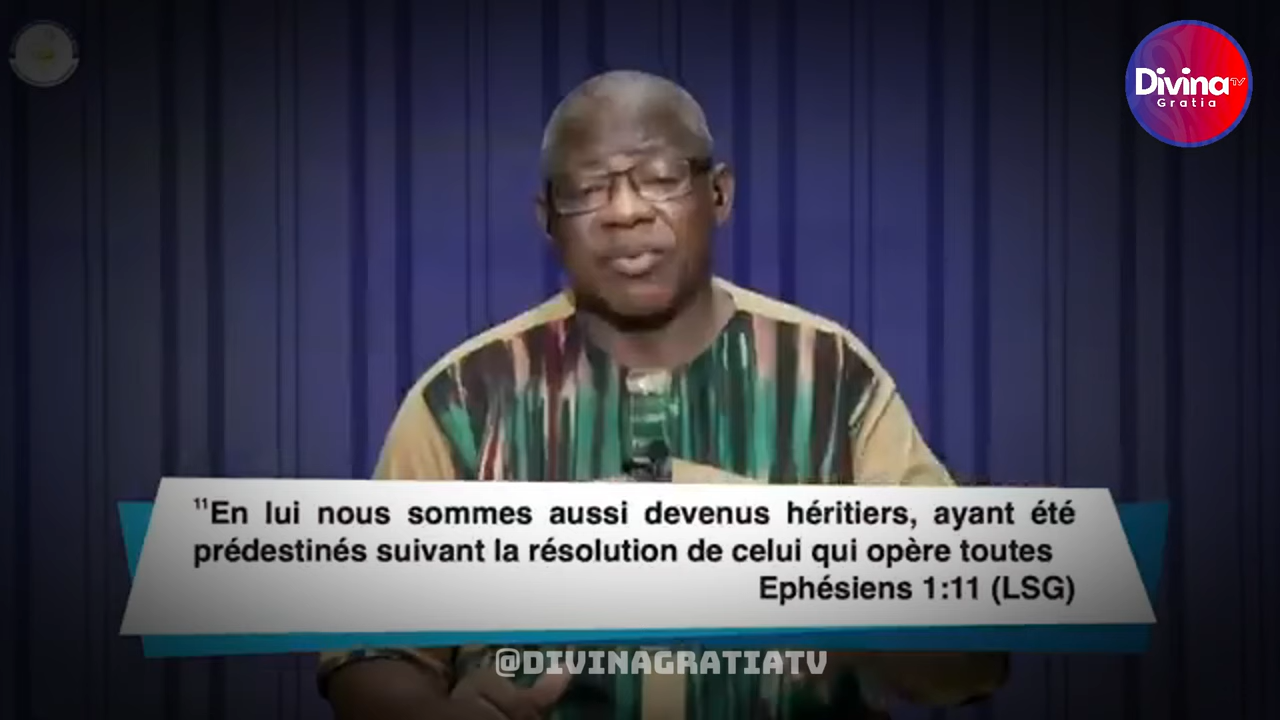 Divina TV
Gratia
¹¹En lui nous sommes aussi devenus héritiers, ayant été
prédestinés suivant la résolution de celui qui opère toutes
Ephésiens 1:11 (LSG)
@DIVINAGRATIATV